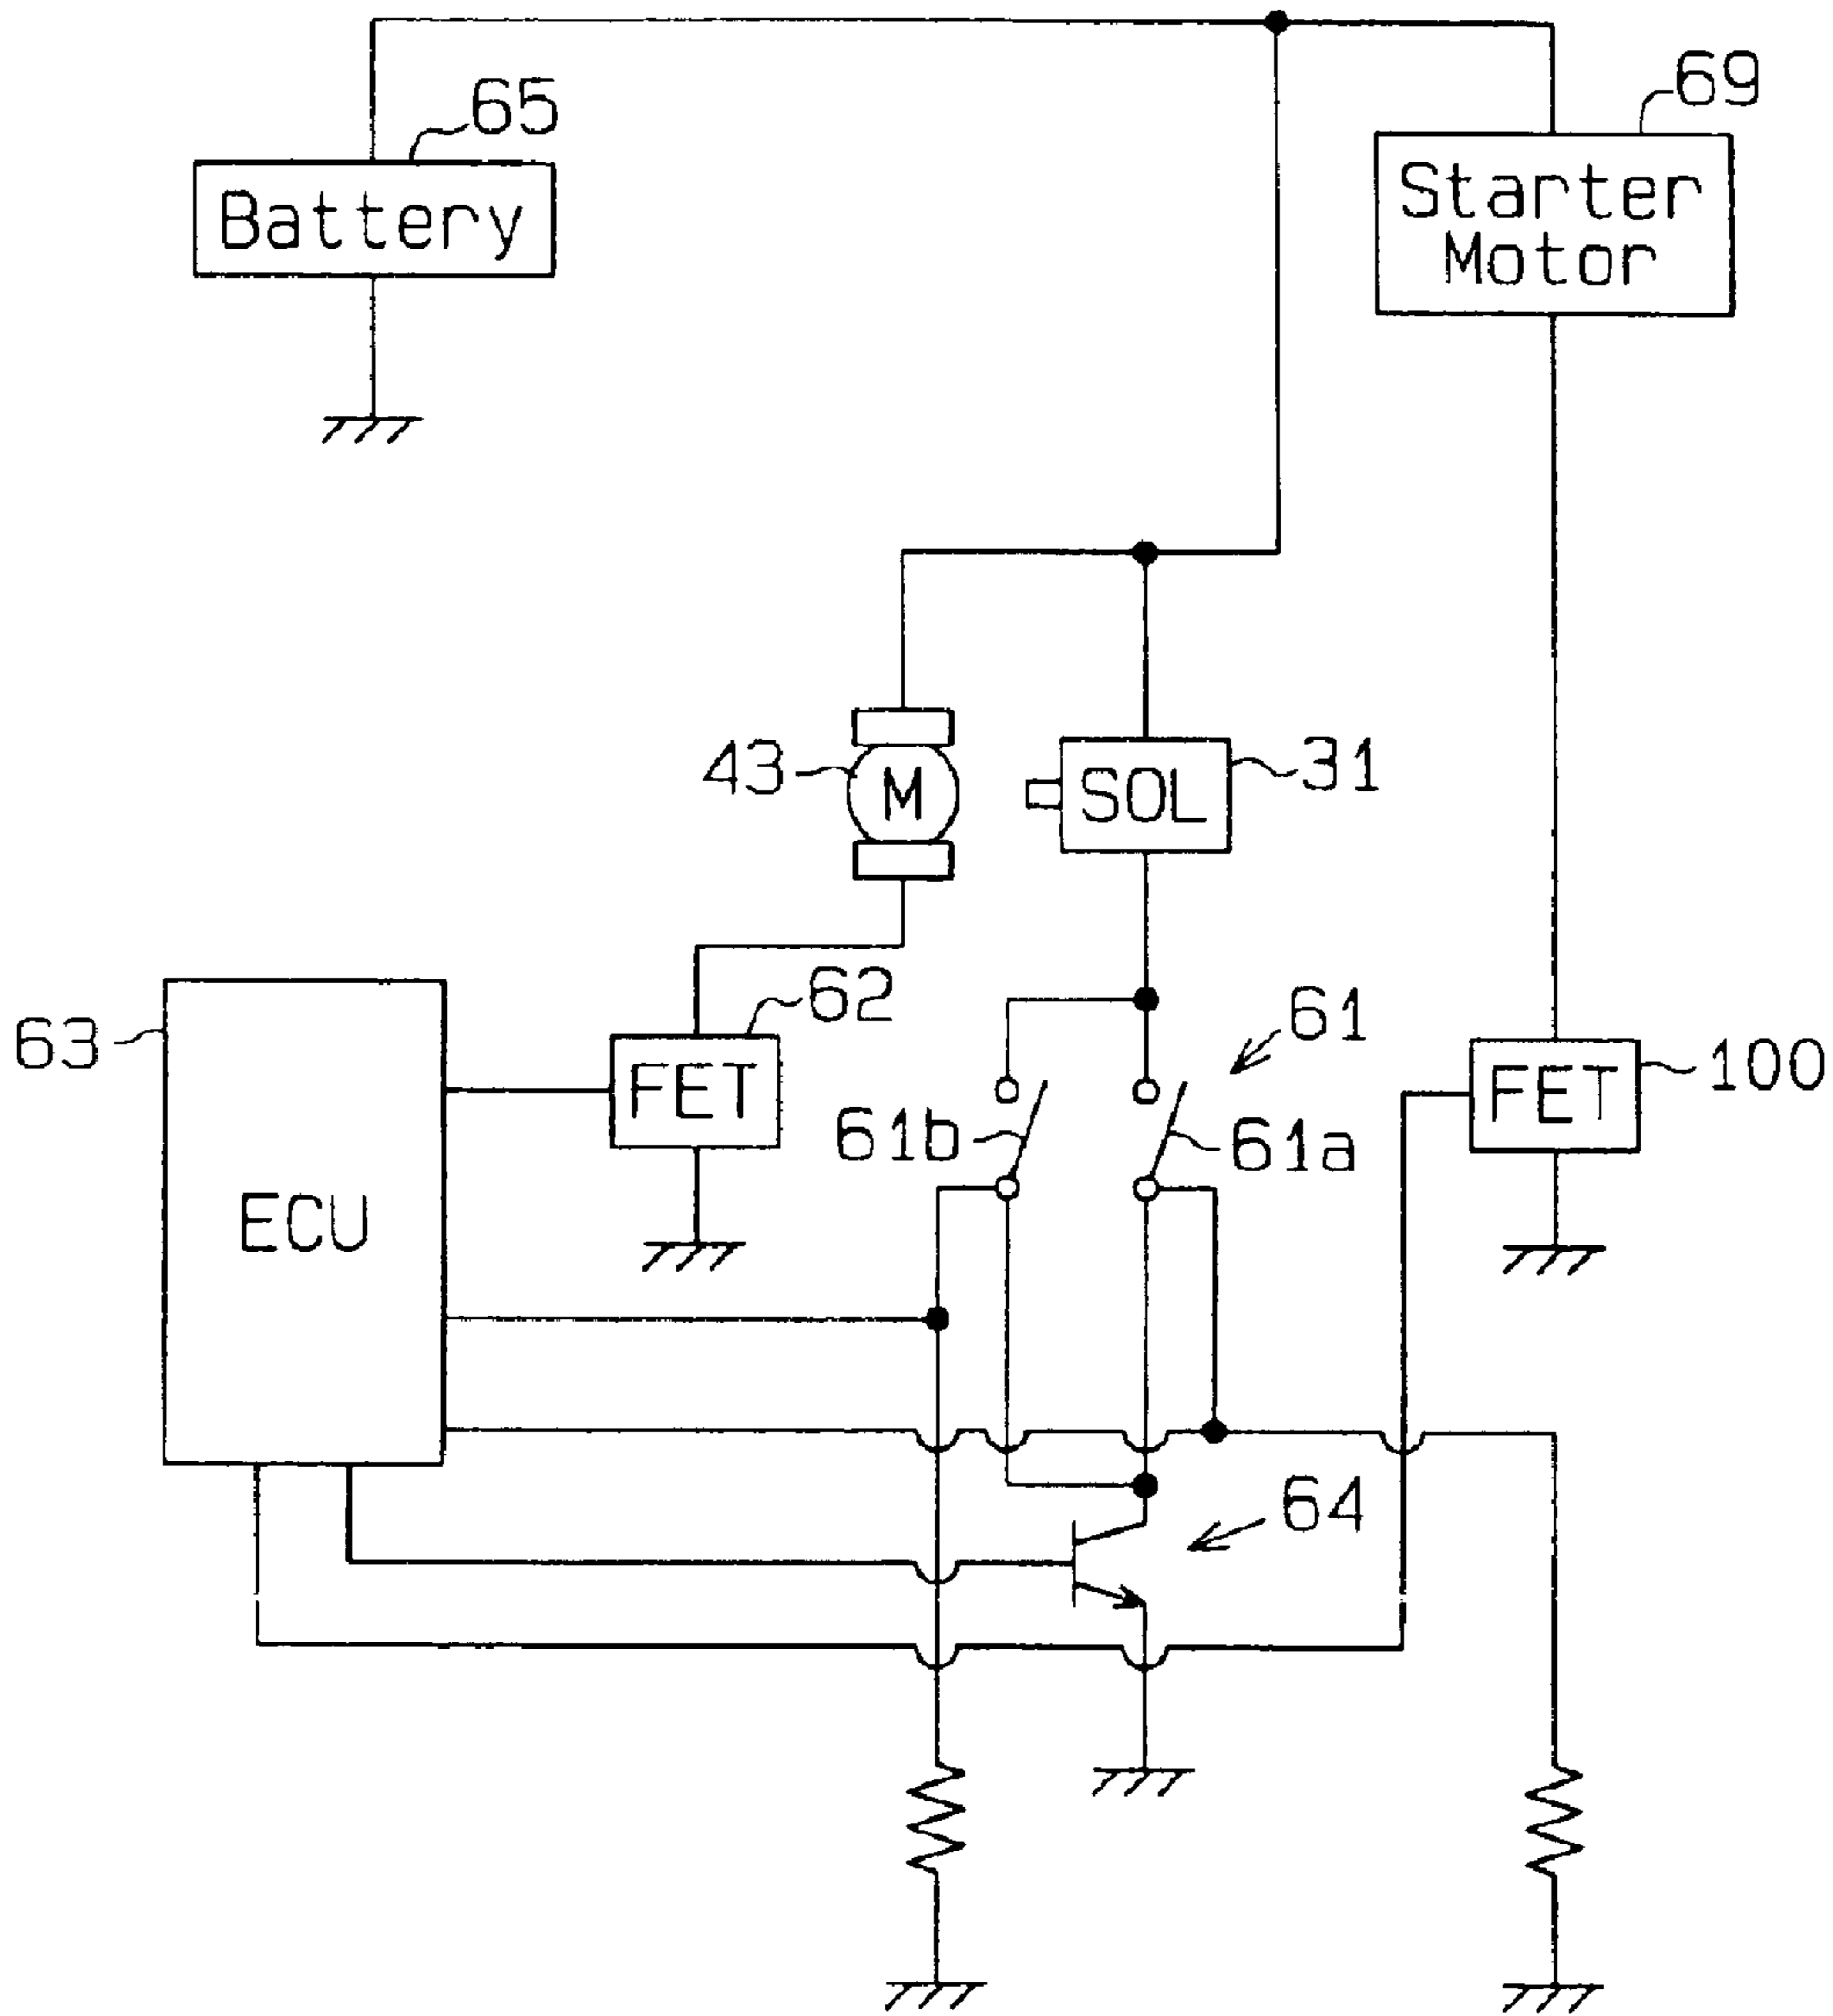 65
69
Battery
Starter
Motor
43
M
SOL
31
63
62
61
FET
FET
100
61b
61a
ECU
64